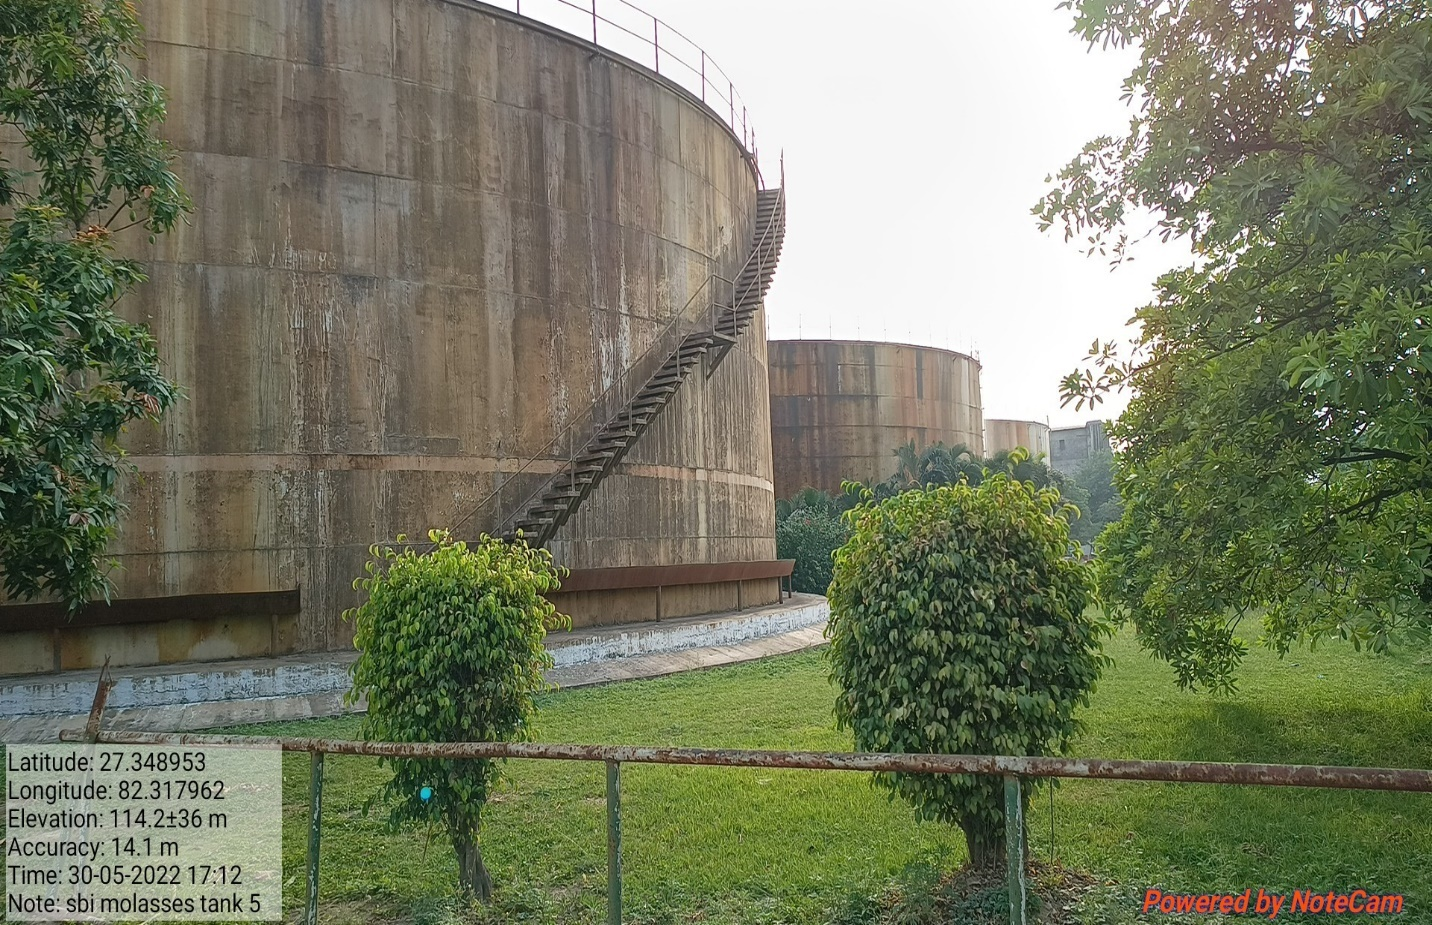 Latitude: 27.348953
Longitude: 82.317962
Elevation: 114.2±36 m
Accuracy: 14.1 m
Time: 30-05-2022 17:12
Note: sbi molasses tank 5
Powered by NoteCam